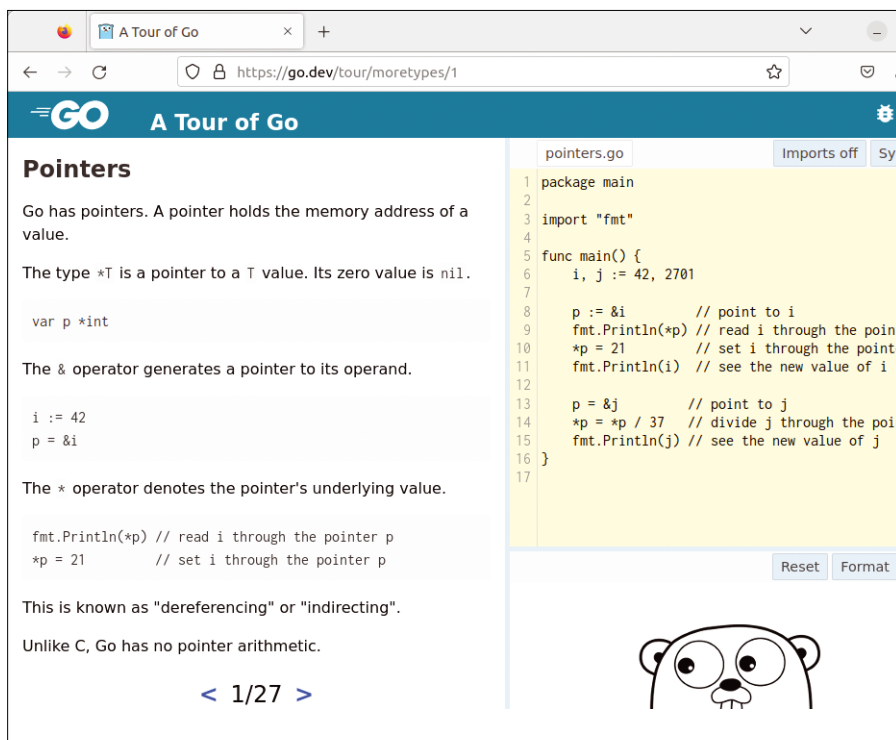 A Tour of Go × +
https://go.dev/tour/moretypes/1
GO A Tour of Go
Pointers
Go has pointers. A pointer holds the memory address of a
value.
The type *T is a pointer to a T value. Its zero value is nil.
var p *int
The & operator generates a pointer to its operand.
i := 42
p = &i
The * operator denotes the pointer's underlying value.
fmt.Println(*p) // read i through the pointer p
*p = 21         // set i through the pointer p
This is known as "dereferencing" or "indirecting".
Unlike C, Go has no pointer arithmetic.
< 1/27 >
pointers.go Imports off Sy
1 package main
2
3 import "fmt"
4
5 func main() {
6     i, j := 42, 2701
7
8     p := &i         // point to i
9     fmt.Println(*p) // read i through the poin
10     *p = 21         // set i through the point
11     fmt.Println(i)  // see the new value of i
12
13     p = &j         // point to j
14     *p = *p / 37   // divide j through the poi
15     fmt.Println(j) // see the new value of j
16 }
17
Reset Format